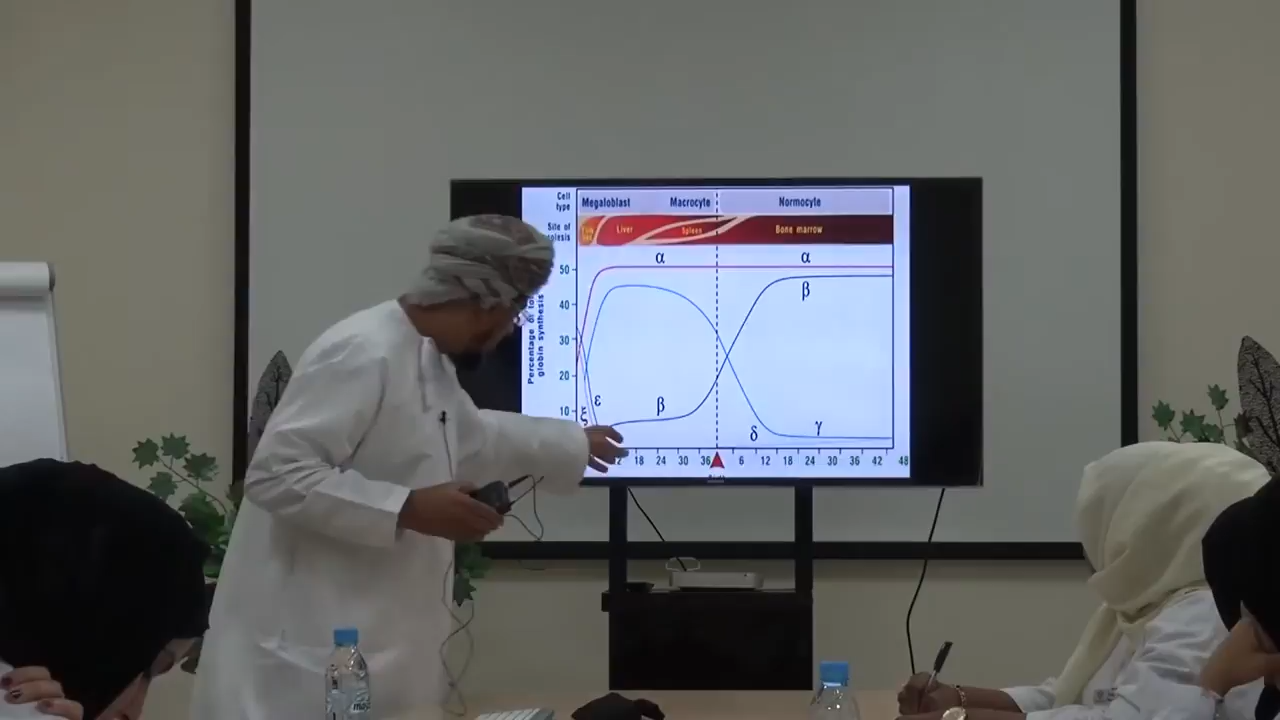 Cell type
Megaloblast Macrocyte Normocyte
Site of
Liver Spleen Bone marrow
α α
β
50
40
30
20
10
Percentage of
globin synthesis
ε
ξ
β
δ
γ
18 24 30 36 6 12 18 24 30 36 42 48